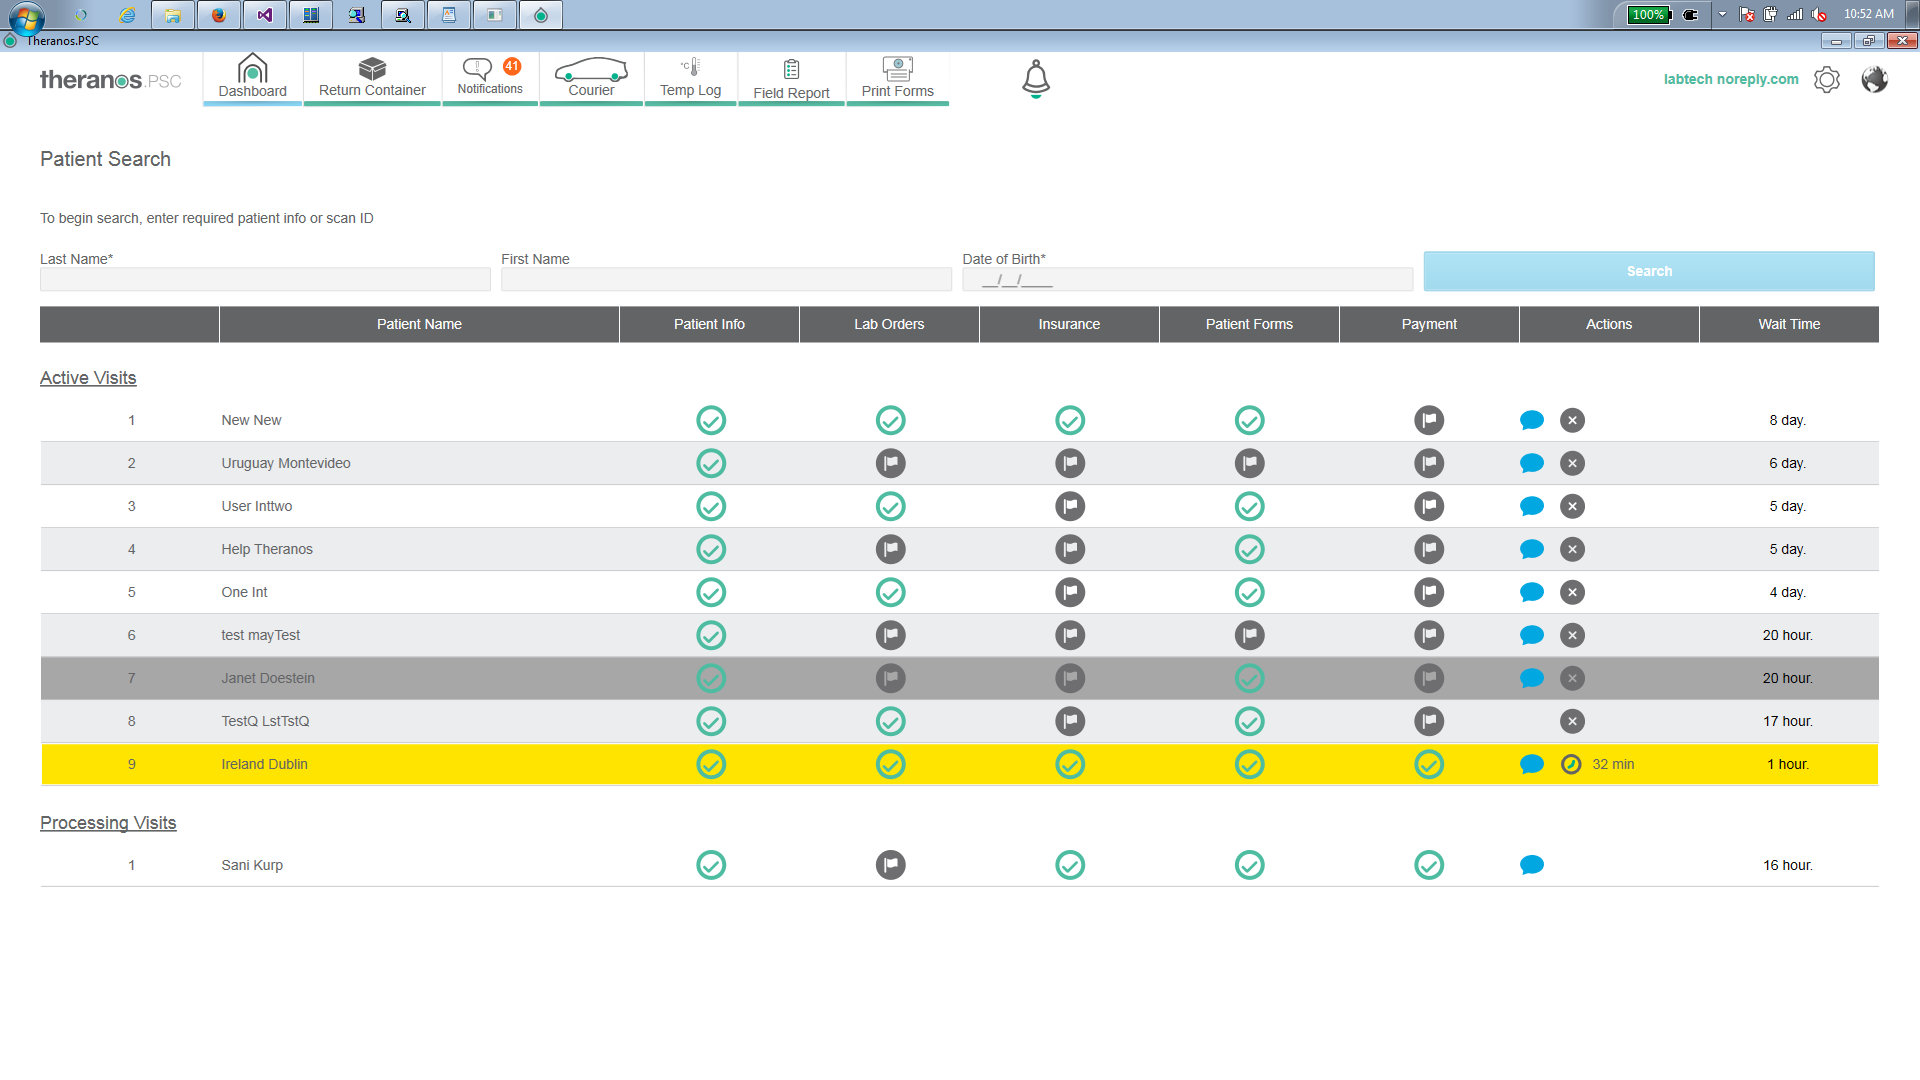 100%
10:52 AM
Theranos.PSC
theranos.PSC
Dashboard
Return Container
41
Notifications
Courier
°C
Temp Log
Field Report
Print Forms
labtech noreply.com
Patient Search
To begin search, enter required patient info or scan ID
Last Name* First Name Date of Birth*
__/__/____
Search
Patient Name Patient Info Lab Orders Insurance Patient Forms Payment Actions Wait Time
Active Visits
1 New New 8 day.
2 Uruguay Montevideo 6 day.
3 User Inttwo 5 day.
4 Help Theranos 5 day.
5 One Int 4 day.
6 test mayTest 20 hour.
7 Janet Doestein 20 hour.
8 TestQ LstTstQ 17 hour.
9 Ireland Dublin 32 min 1 hour.
Processing Visits
1 Sani Kurp 16 hour.